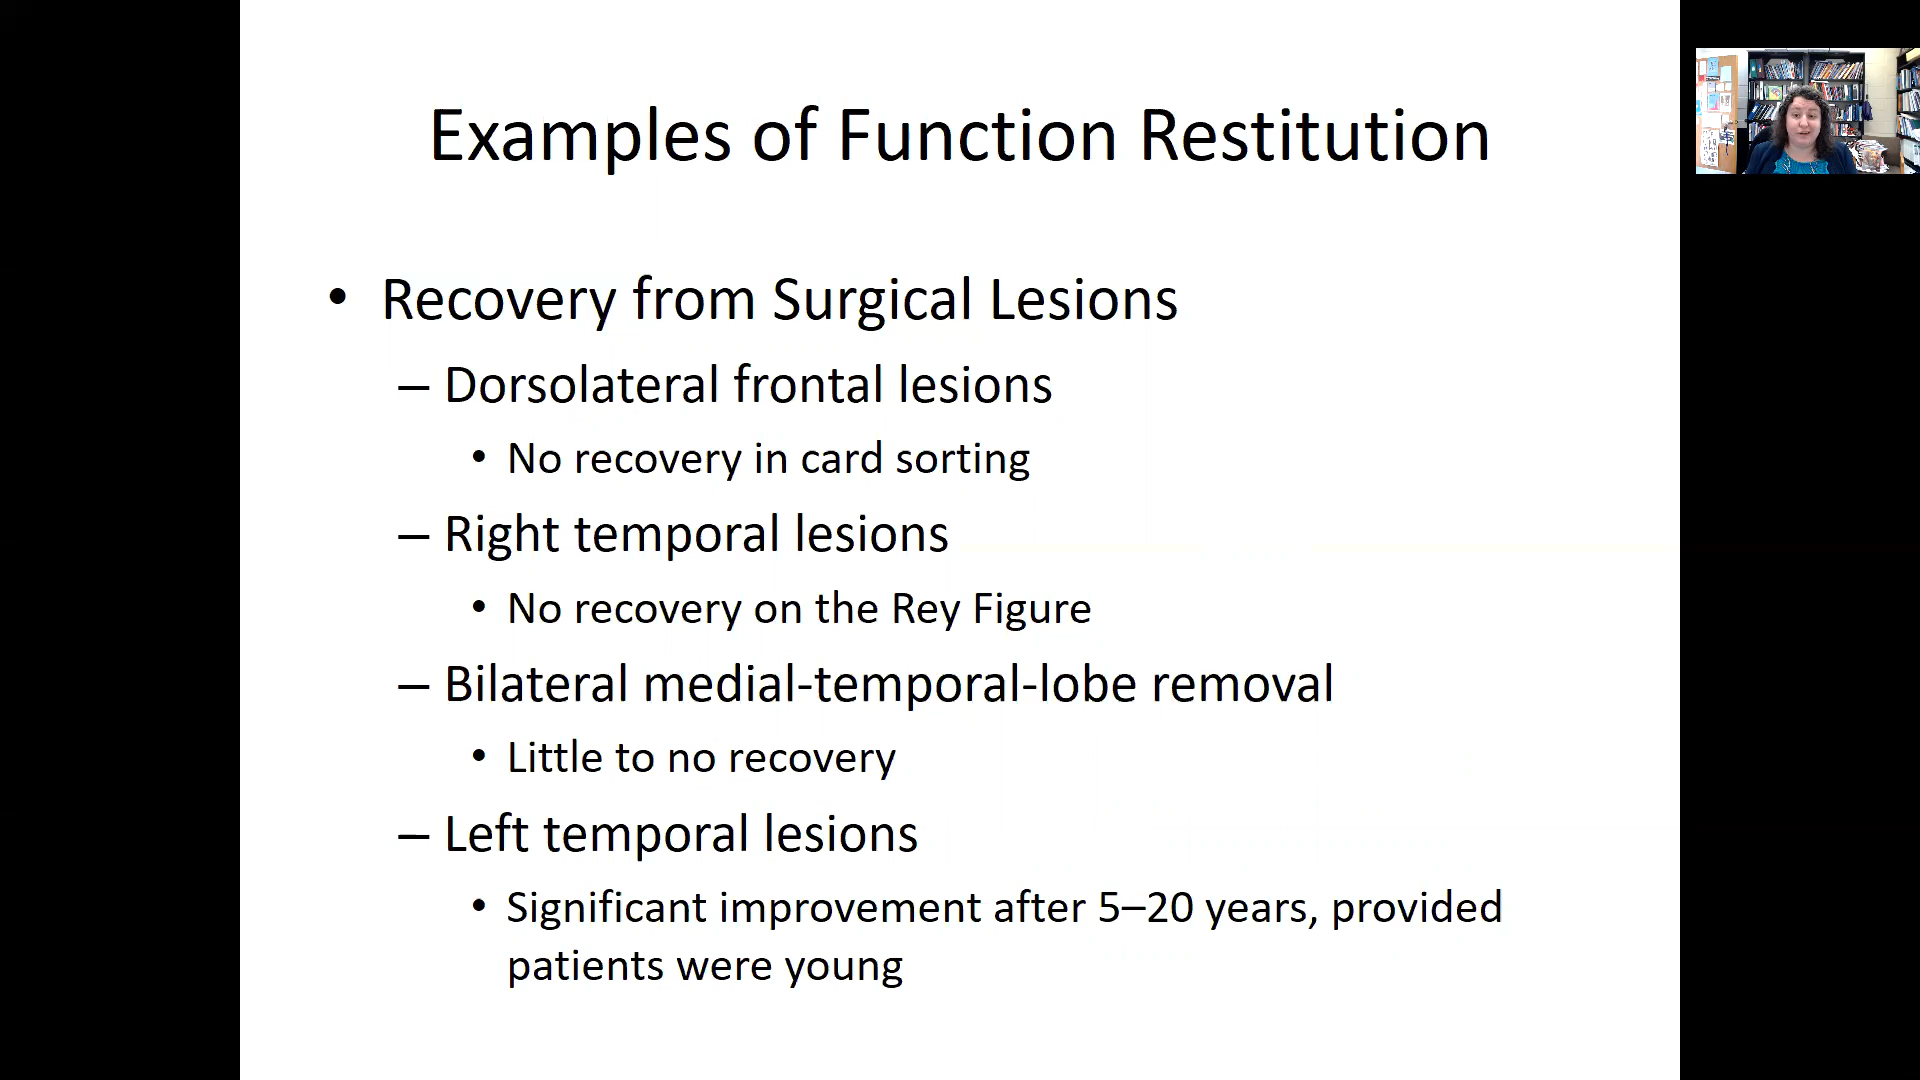 Examples of Function Restitution
• Recovery from Surgical Lesions
– Dorsolateral frontal lesions
• No recovery in card sorting
– Right temporal lesions
• No recovery on the Rey Figure
– Bilateral medial-temporal-lobe removal
• Little to no recovery
– Left temporal lesions
• Significant improvement after 5–20 years, provided
patients were young